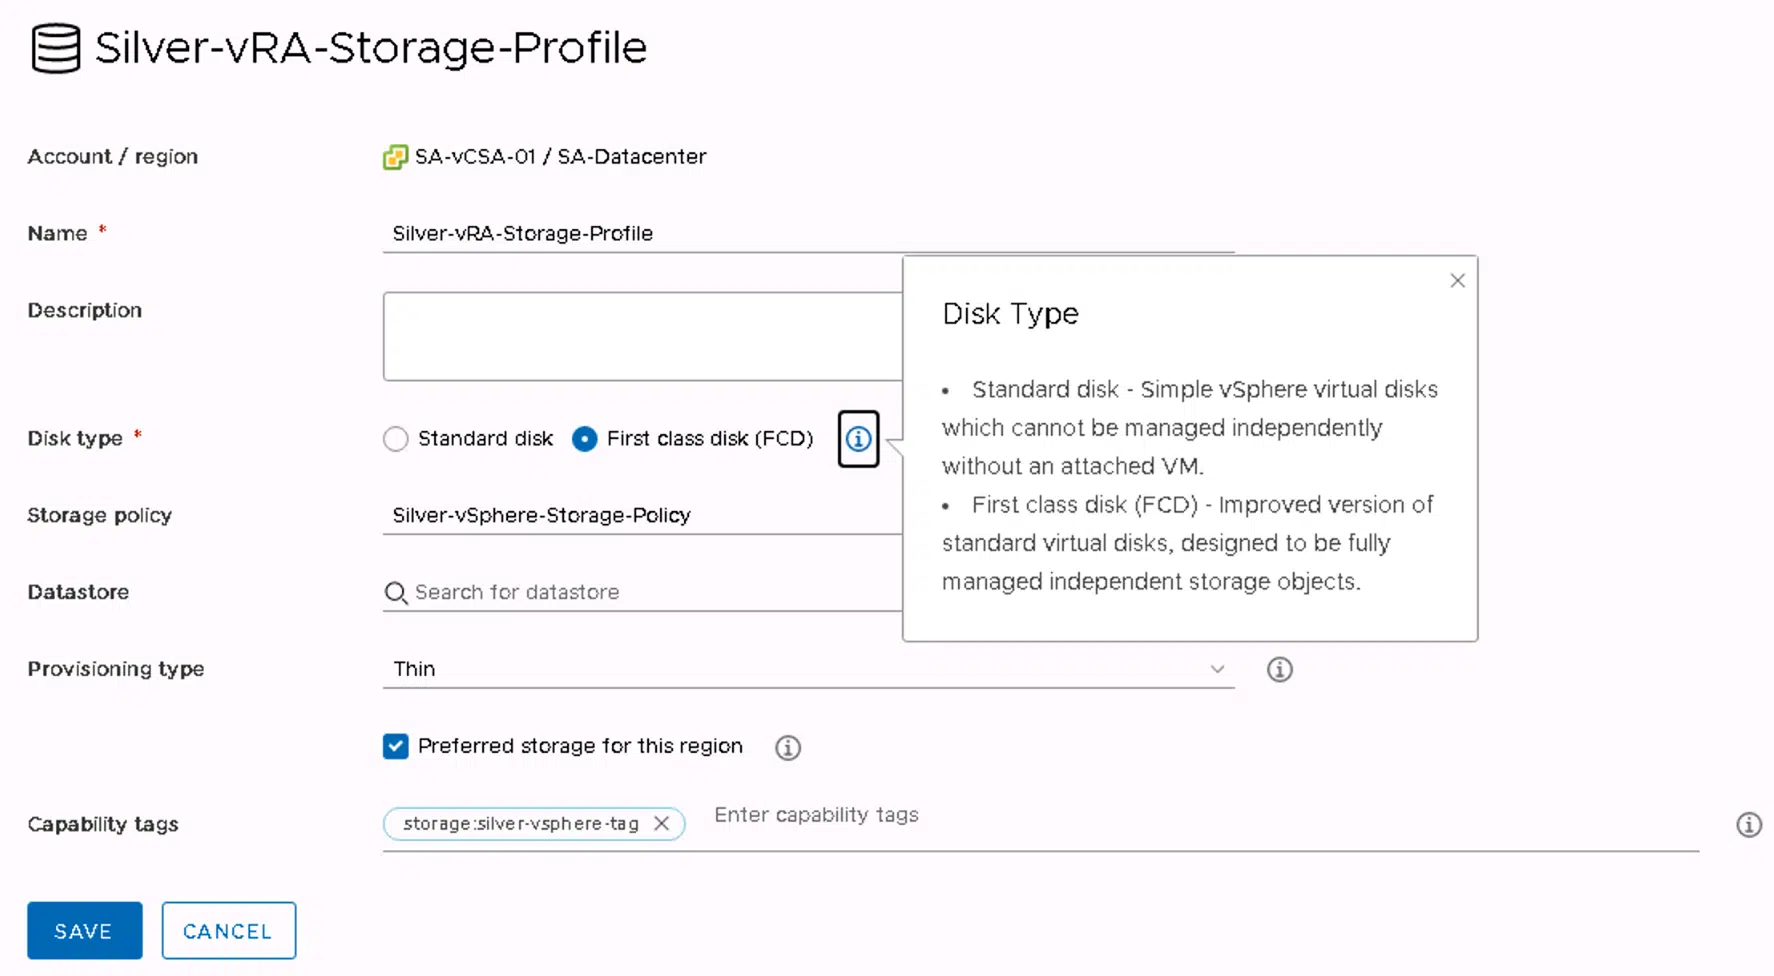 Silver-vRA-Storage-Profile
Account / region
SA-vCSA-01 / SA-Datacenter
Name *
Silver-vRA-Storage-Profile
Description
Disk type *
Standard disk
First class disk (FCD)
Disk Type
• Standard disk - Simple vSphere virtual disks
which cannot be managed independently
without an attached VM.
• First class disk (FCD) - Improved version of
standard virtual disks, designed to be fully
managed independent storage objects.
Storage policy
Silver-vSphere-Storage-Policy
Datastore
Search for datastore
Provisioning type
Thin
Preferred storage for this region
Capability tags
storage:silver-vsphere-tag
Enter capability tags
SAVE
CANCEL